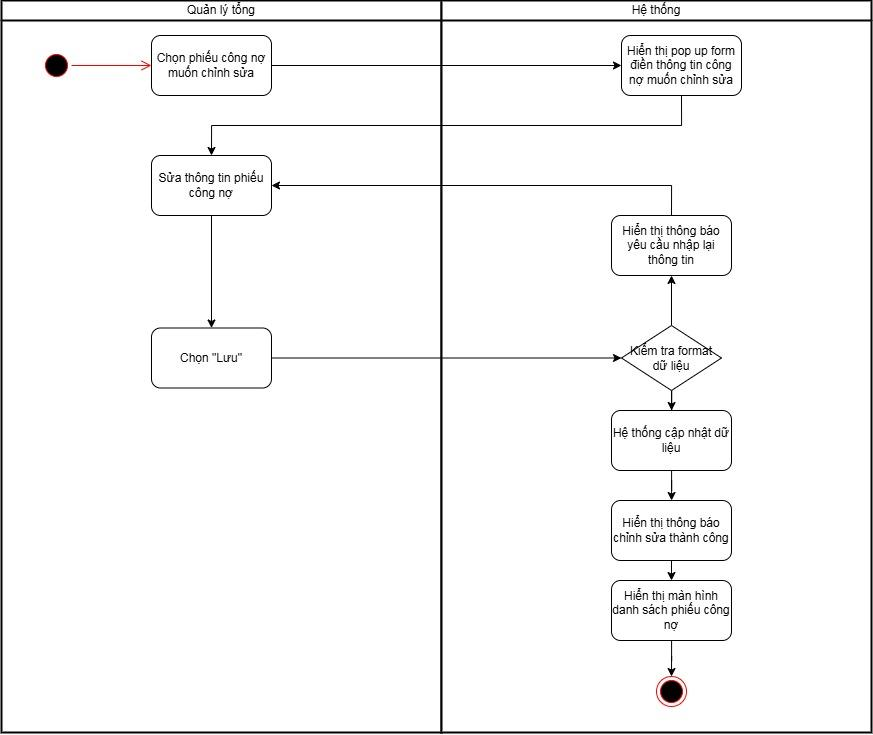 Quản lý tổng
Hệ thống
Chọn phiếu công nợ
muốn chỉnh sửa
Hiển thị pop up form
điền thông tin công
nợ muốn chỉnh sửa
Sửa thông tin phiếu
công nợ
Hiển thị thông báo
yêu cầu nhập lại
thông tin
Chọn "Lưu"
Kiểm tra format
dữ liệu
Hệ thống cập nhật dữ
liệu
Hiển thị thông báo
chỉnh sửa thành công
Hiển thị màn hình
danh sách phiếu công
nợ